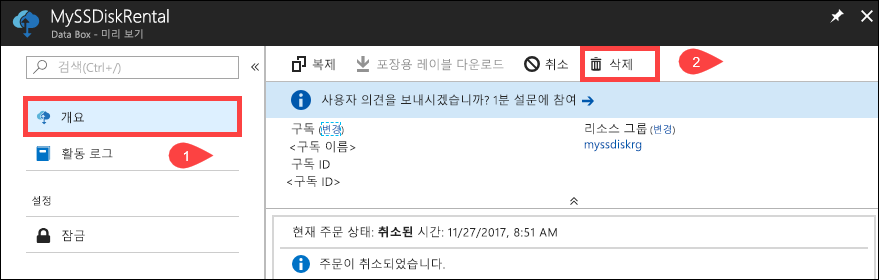 MySSDiskRental
Data Box - 미리 보기
검색(Ctrl+/)
개요
1
활동 로그
설정
잠금
복제 포장용 레이블 다운로드 취소 삭제 2
사용자 의견을 보내시겠습니까? 1분 설문에 참여 →
구독 (변경)
<구독 이름>
구독 ID
<구독 ID>
리소스 그룹 (변경)
myssdiskrg
현재 주문 상태: 취소된 시간: 11/27/2017, 8:51 AM
주문이 취소되었습니다.